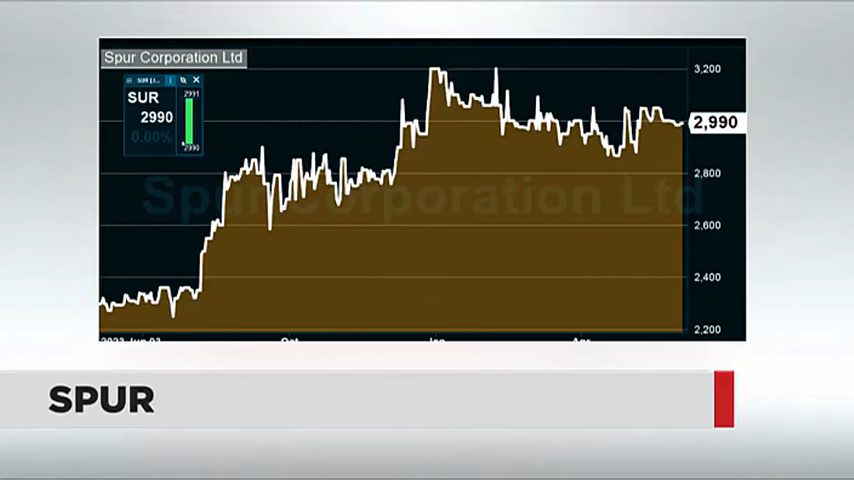 Spur Corporation Ltd
SUR
2990
0.00%
2991
2990
Spur Corporation Ltd
3,200
2,990
2,800
2,600
2,400
2,200
Oct
Jan
Apr
SPUR